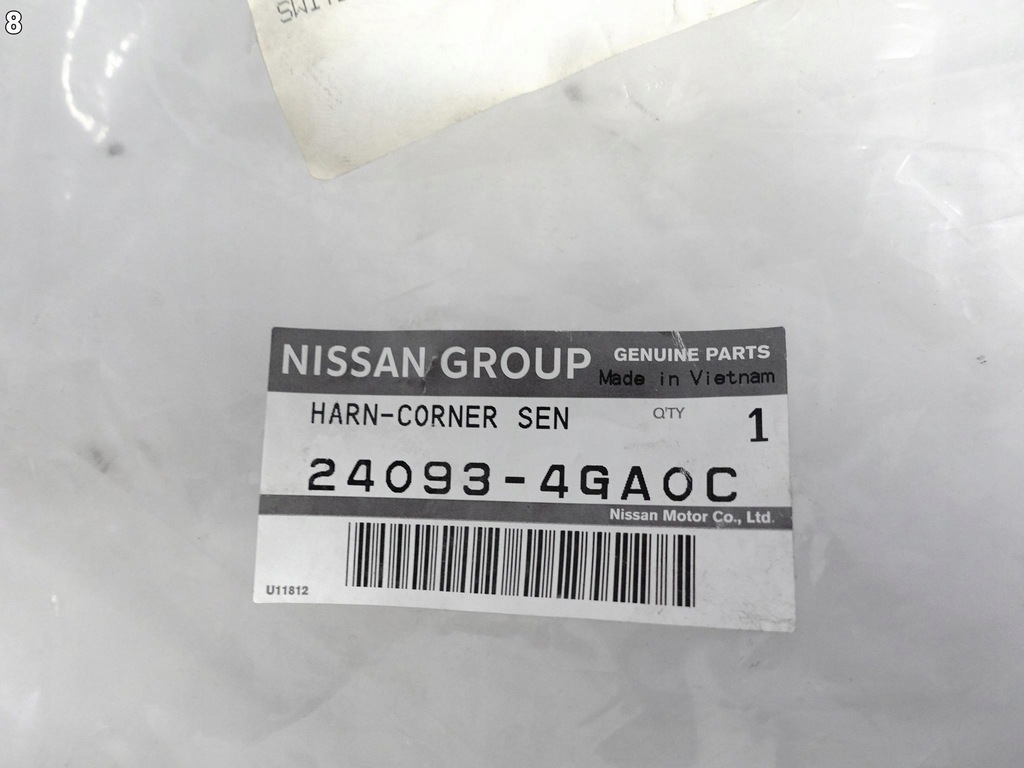 8
NISSAN GROUP GENUINE PARTS
Made in Vietnam
HARN-CORNER SEN Q'TY 1
24093-4GA0C
Nissan Motor Co., Ltd.
U11812